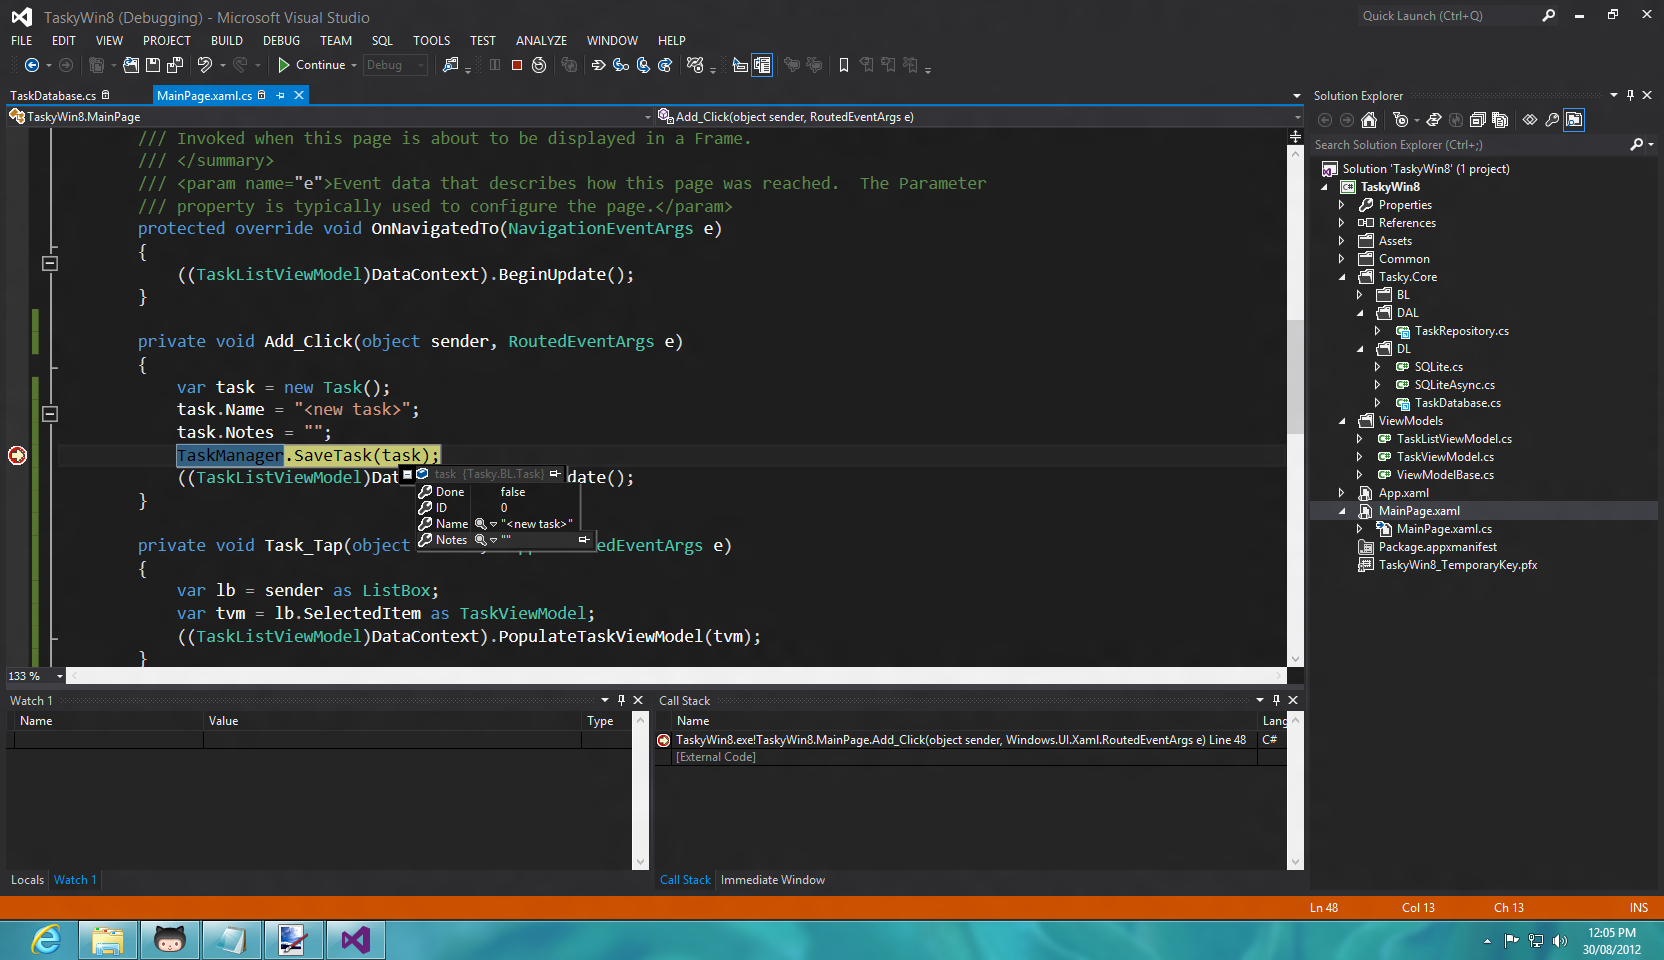 TaskyWin8 (Debugging) - Microsoft Visual Studio
Quick Launch (Ctrl+Q)
FILE EDIT VIEW PROJECT BUILD DEBUG TEAM SQL TOOLS TEST ANALYZE WINDOW HELP
Continue Debug
TaskDatabase.cs MainPage.xaml.cs
TaskyWin8.MainPage Add_Click(object sender, RoutedEventArgs e)
/// Invoked when this page is about to be displayed in a Frame.
/// </summary>
/// <param name="e">Event data that describes how this page was reached.  The Parameter
/// property is typically used to configure the page.</param>
protected override void OnNavigatedTo(NavigationEventArgs e)
{
((TaskListViewModel)DataContext).BeginUpdate();
}
private void Add_Click(object sender, RoutedEventArgs e)
{
var task = new Task();
task.Name = "<new task>";
task.Notes = "";
TaskManager.SaveTask(task);
((TaskListViewModel)Dat date();
task {Tasky.BL.Task}
Done false
ID 0
Name "<new task>"
Notes ""
}
private void Task_Tap(object edEventArgs e)
{
var lb = sender as ListBox;
var tvm = lb.SelectedItem as TaskViewModel;
((TaskListViewModel)DataContext).PopulateTaskViewModel(tvm);
}
133 %
Watch 1
Name Value Type
Locals Watch 1
Call Stack
Name Lang
TaskyWin8.exe!TaskyWin8.MainPage.Add_Click(object sender, Windows.UI.Xaml.RoutedEventArgs e) Line 48 C#
[External Code]
Call Stack Immediate Window
Solution Explorer
Search Solution Explorer (Ctrl+;)
Solution 'TaskyWin8' (1 project)
C# TaskyWin8
Properties
References
Assets
Common
Tasky.Core
BL
DAL
TaskRepository.cs
DL
SQLite.cs
SQLiteAsync.cs
TaskDatabase.cs
ViewModels
TaskListViewModel.cs
TaskViewModel.cs
ViewModelBase.cs
App.xaml
MainPage.xaml
MainPage.xaml.cs
Package.appxmanifest
TaskyWin8_TemporaryKey.pfx
Ln 48 Col 13 Ch 13 INS
12:05 PM
30/08/2012